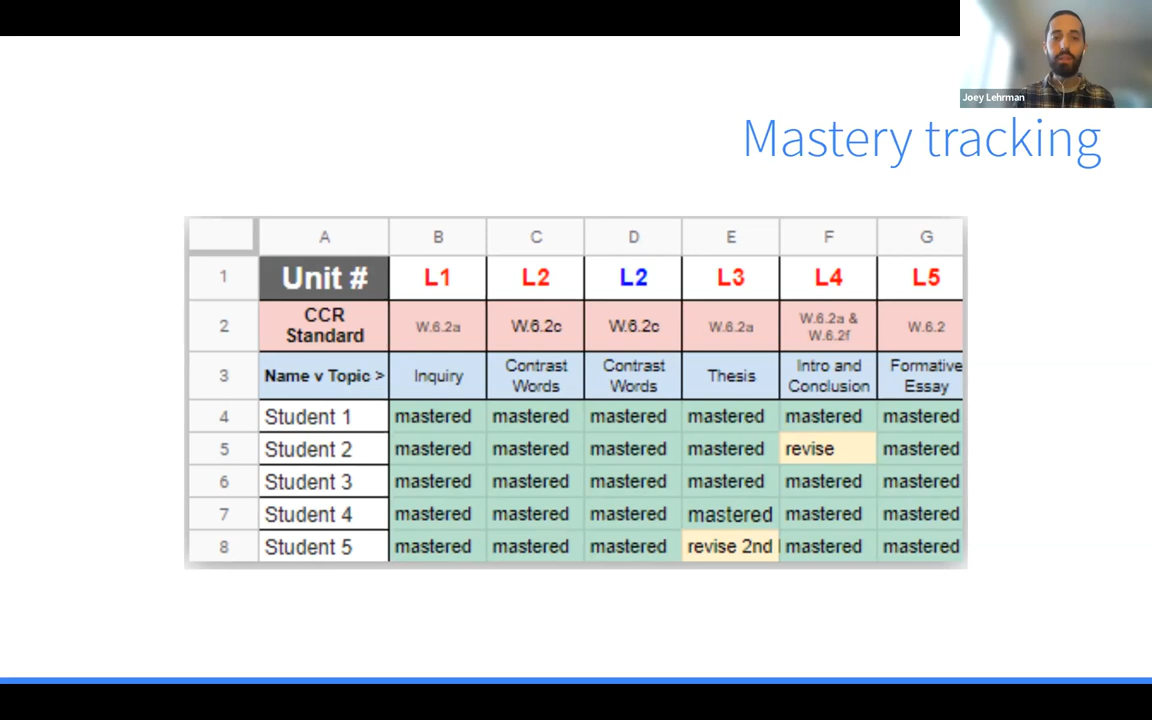 Joey Lehrman
Mastery tracking
A B C D E F G
1 Unit # L1 L2 L2 L3 L4 L5
2 CCR Standard W.6.2a W.6.2c W.6.2c W.6.2a W.6.2a & W.6.2f W.6.2
3 Name v Topic > Inquiry Contrast Words Contrast Words Thesis Intro and Conclusion Formative Essay
4 Student 1 mastered mastered mastered mastered mastered mastered
5 Student 2 mastered mastered mastered mastered revise mastered
6 Student 3 mastered mastered mastered mastered mastered mastered
7 Student 4 mastered mastered mastered mastered mastered mastered
8 Student 5 mastered mastered mastered revise 2nd mastered mastered